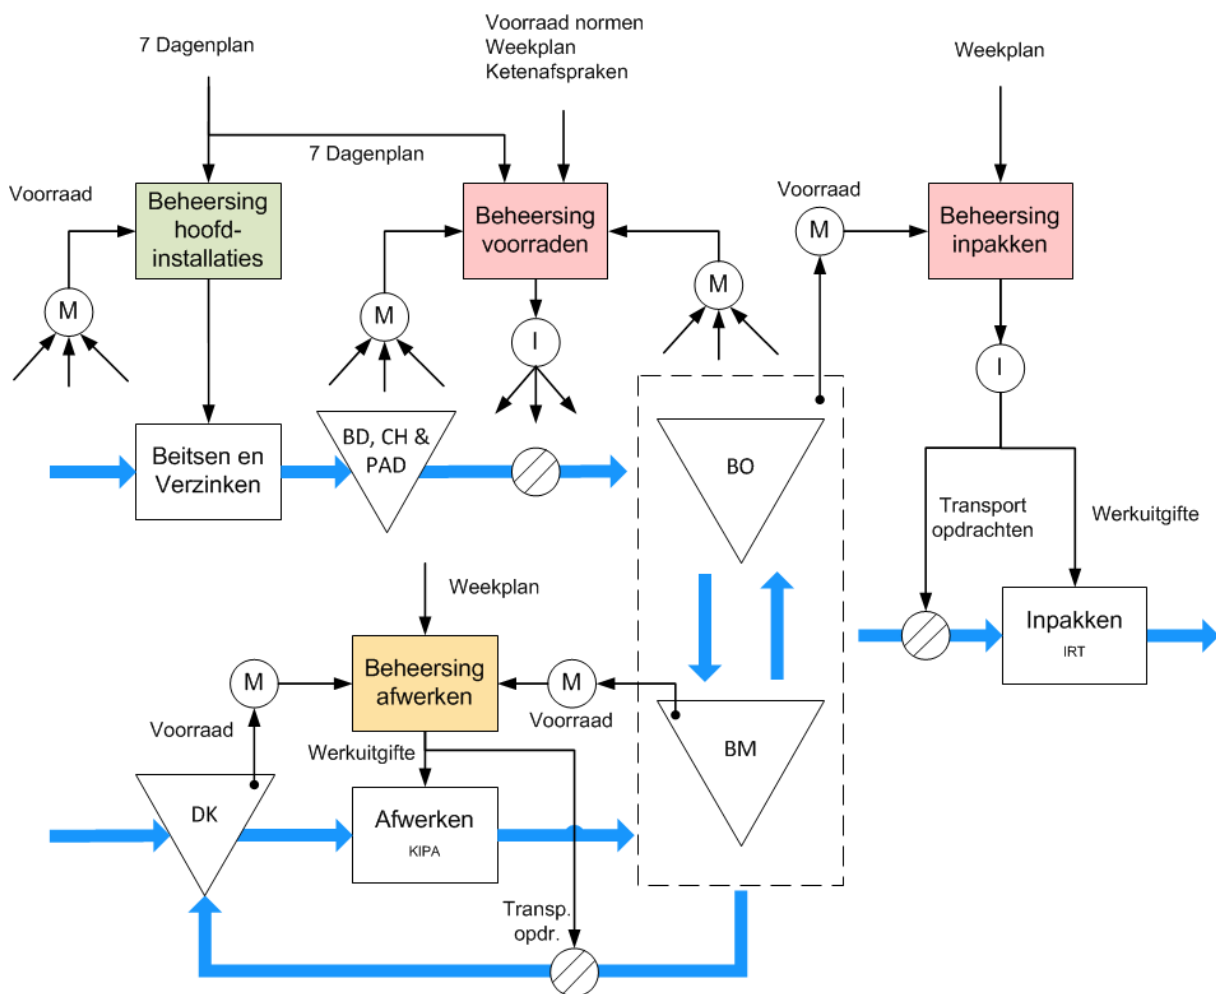 7 Dagenplan
Voorraad normen
Weekplan
Ketenafspraken
Weekplan
7 Dagenplan
Voorraad
Beheersing
hoofd-
installaties
Beheersing
voorraden
Voorraad
Beheersing
inpakken
M
M
M
M
I
I
Beitsen en
Verzinken
BD, CH &
PAD
BO
Transport
opdrachten
Werkuitgifte
Inpakken
IRT
Weekplan
Beheersing
afwerken
M
M
Voorraad
Voorraad
Werkuitgifte
BM
DK
Afwerken
KIPA
Transp.
opdr.